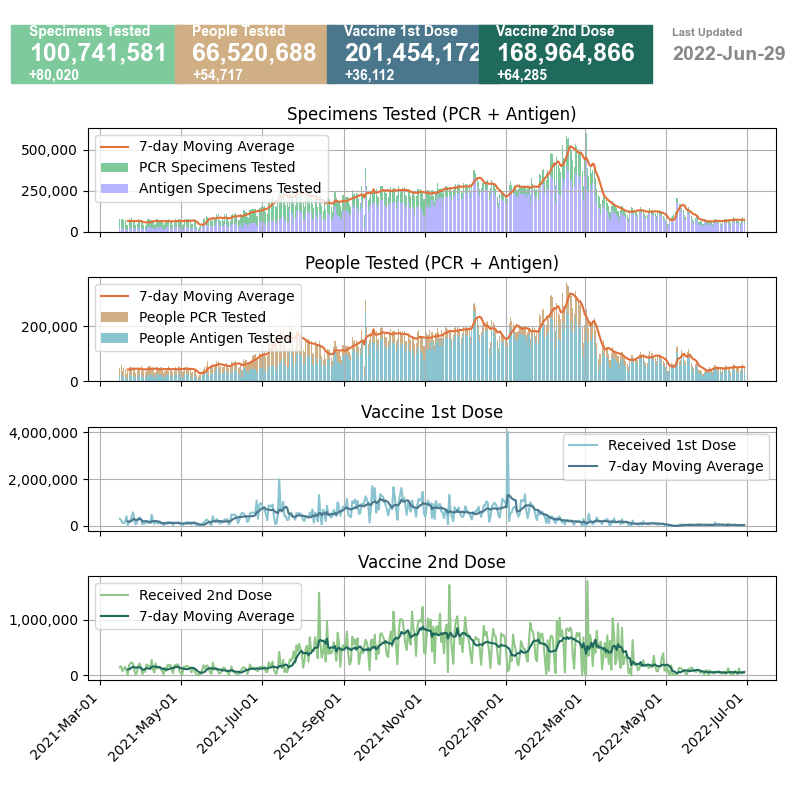 Specimens Tested
100,741,581
+80,020
People Tested
66,520,688
+54,717
Vaccine 1st Dose
201,454,172
+36,112
Vaccine 2nd Dose
168,964,866
+64,285
Last Updated
2022-Jun-29
Specimens Tested (PCR + Antigen)
500,000
250,000
0
7-day Moving Average
PCR Specimens Tested
Antigen Specimens Tested
People Tested (PCR + Antigen)
200,000
0
7-day Moving Average
People PCR Tested
People Antigen Tested
Vaccine 1st Dose
4,000,000
2,000,000
0
Received 1st Dose
7-day Moving Average
Vaccine 2nd Dose
1,000,000
0
Received 2nd Dose
7-day Moving Average
2021-Mar-01
2021-May-01
2021-Jul-01
2021-Sep-01
2021-Nov-01
2022-Jan-01
2022-Mar-01
2022-May-01
2022-Jul-01